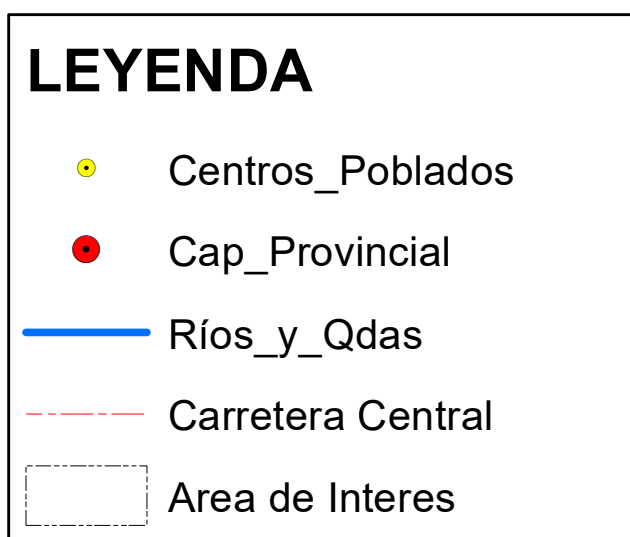 LEYENDA
Centros_Poblados
Cap_Provincial
Ríos_y_Qdas
Carretera Central
Area de Interes